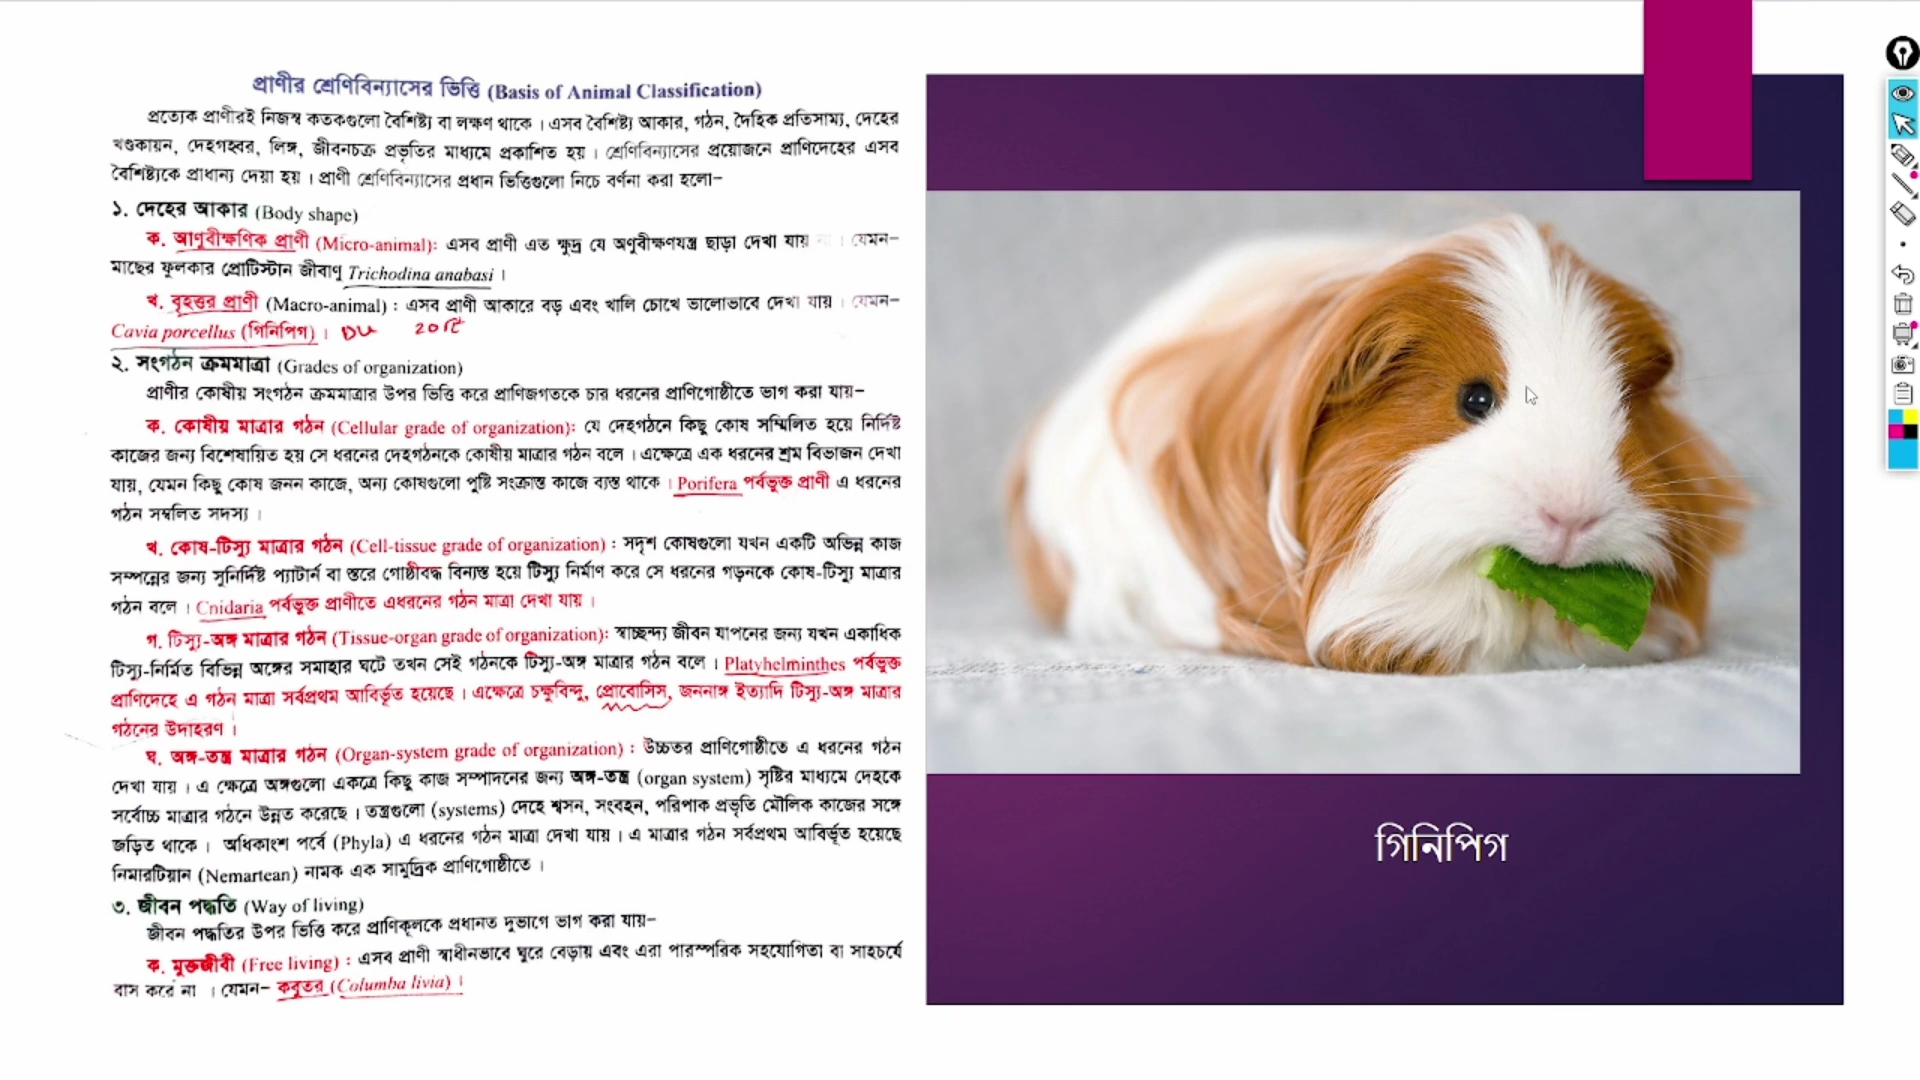 প্রাণীর শ্রেণিবিন্যাসের ভিত্তি (Basis of Animal Classification)
প্রত্যেক প্রাণীরই নিজস্ব কতকগুলো বৈশিষ্ট্য বা লক্ষণ থাকে। এসব বৈশিষ্ট্য আকার, গঠন, দৈহিক প্রতিসাম্য, দেহের
খণ্ডকায়ন, দেহগহ্বর, লিঙ্গ, জীবনচক্র প্রভৃতির মাধ্যমে প্রকাশিত হয়। শ্রেণিবিন্যাসের প্রয়োজনে প্রাণিদেহের এসব
বৈশিষ্ট্যকে প্রাধান্য দেয়া হয়। প্রাণী শ্রেণিবিন্যাসের প্রধান ভিত্তিগুলো নিচে বর্ণনা করা হলো–
১. দেহের আকার (Body shape)
ক. আণুবীক্ষণিক প্রাণী (Micro-animal): এসব প্রাণী এত ক্ষুদ্র যে অণুবীক্ষণযন্ত্র ছাড়া দেখা যায় না। যেমন–
মাছের ফুলকার প্রোটিস্টান জীবাণু Trichodina anabasi ।
খ. বৃহত্তর প্রাণী (Macro-animal) : এসব প্রাণী আকারে বড় এবং খালি চোখে ভালোভাবে দেখা যায়। যেমন–
Cavia porcellus (গিনিপিগ)। DU
২. সংগঠন ক্রমমাত্রা (Grades of organization)
প্রাণীর কোষীয় সংগঠন ক্রমমাত্রার উপর ভিত্তি করে প্রাণিজগতকে চার ধরনের প্রাণিগোষ্ঠীতে ভাগ করা যায়–
ক. কোষীয় মাত্রার গঠন (Cellular grade of organization): যে দেহগঠনে কিছু কোষ সম্মিলিত হয়ে নির্দিষ্ট
কাজের জন্য বিশেষায়িত হয় সে ধরনের দেহগঠনকে কোষীয় মাত্রার গঠন বলে। এক্ষেত্রে এক ধরনের শ্রম বিভাজন দেখা
যায়, যেমন কিছু কোষ জনন কাজে, অন্য কোষগুলো পুষ্টি সংক্রান্ত কাজে ব্যস্ত থাকে। Porifera পর্বভুক্ত প্রাণী এ ধরনের
গঠন সম্বলিত সদস্য।
খ. কোষ-টিস্যু মাত্রার গঠন (Cell-tissue grade of organization) : সদৃশ কোষগুলো যখন একটি অভিন্ন কাজ
সম্পন্নের জন্য সুনির্দিষ্ট প্যাটার্ন বা স্তরে গোষ্ঠীবদ্ধ বিন্যস্ত হয়ে টিস্যু নির্মাণ করে সে ধরনের গড়নকে কোষ-টিস্যু মাত্রার
গঠন বলে। Cnidaria পর্বভুক্ত প্রাণীতে এধরনের গঠন মাত্রা দেখা যায়।
গ. টিস্যু-অঙ্গ মাত্রার গঠন (Tissue-organ grade of organization): স্বাচ্ছন্দ্য জীবন যাপনের জন্য যখন একাধিক
টিস্যু-নির্মিত বিভিন্ন অঙ্গের সমাহার ঘটে তখন সেই গঠনকে টিস্যু-অঙ্গ মাত্রার গঠন বলে। Platyhelminthes পর্বভুক্ত
প্রাণিদেহে এ গঠন মাত্রা সর্বপ্রথম আবির্ভূত হয়েছে। এক্ষেত্রে চক্ষুবিন্দু, প্রোবোসিস, জননাঙ্গ ইত্যাদি টিস্যু-অঙ্গ মাত্রার
গঠনের উদাহরণ।
ঘ. অঙ্গ-তন্ত্র মাত্রার গঠন (Organ-system grade of organization) : উচ্চতর প্রাণিগোষ্ঠীতে এ ধরনের গঠন
দেখা যায়। এ ক্ষেত্রে অঙ্গগুলো একত্রে কিছু কাজ সম্পাদনের জন্য অঙ্গ-তন্ত্র (organ system) সৃষ্টির মাধ্যমে দেহকে
সর্বোচ্চ মাত্রার গঠনে উন্নত করেছে। তন্ত্রগুলো (systems) দেহে শ্বসন, সংবহন, পরিপাক প্রভৃতি মৌলিক কাজের সঙ্গে
জড়িত থাকে। অধিকাংশ পর্বে (Phyla) এ ধরনের গঠন মাত্রা দেখা যায়। এ মাত্রার গঠন সর্বপ্রথম আবির্ভূত হয়েছে
নিমারটিয়ান (Nemartean) নামক এক সামুদ্রিক প্রাণিগোষ্ঠীতে।
৩. জীবন পদ্ধতি (Way of living)
জীবন পদ্ধতির উপর ভিত্তি করে প্রাণিকূলকে প্রধানত দুভাগে ভাগ করা যায়–
ক. মুক্তজীবী (Free living) : এসব প্রাণী স্বাধীনভাবে ঘুরে বেড়ায় এবং এরা পারস্পরিক সহযোগিতা বা সাহচর্যে
বাস করে না। যেমন– কবুতর (Columba livia)।
গিনিপিগ